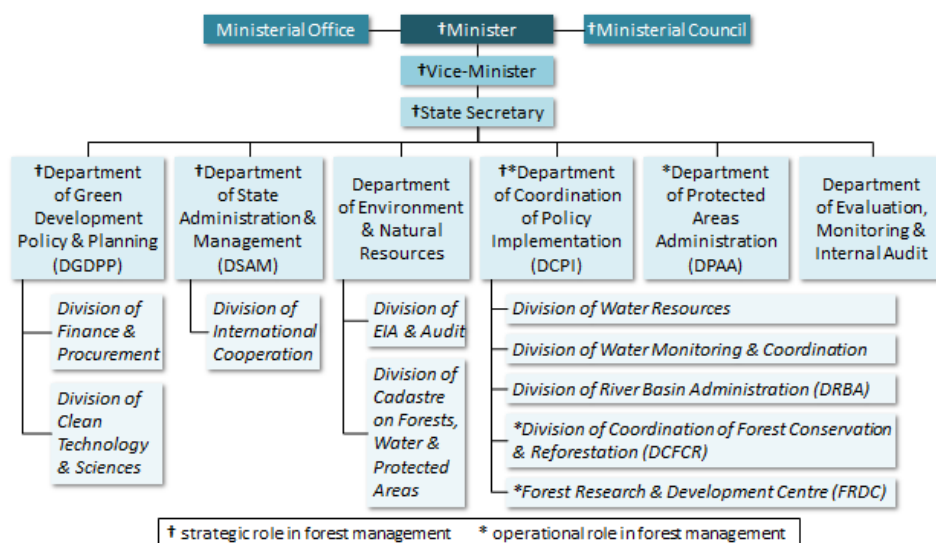 Ministerial Office
†Minister
†Ministerial Council
†Vice-Minister
†State Secretary
†Department
of Green
Development
Policy & Planning
(DGDPP)
†Department
of State
Administration &
Management
(DSAM)
Department
of Environment
& Natural
Resources
†*Department
of Coordination
of Policy
Implementation
(DCPI)
*Department
of Protected
Areas
Administration
(DPAA)
Department
of Evaluation,
Monitoring &
Internal Audit
Division of
Finance &
Procurement
Division of
Clean
Technology
& Sciences
Division of
International
Cooperation
Division of
EIA & Audit
Division of
Cadastre
on Forests,
Water &
Protected
Areas
Division of Water Resources
Division of Water Monitoring & Coordination
Division of River Basin Administration (DRBA)
*Division of Coordination of Forest Conservation
& Reforestation (DCFCR)
*Forest Research & Development Centre (FRDC)
† strategic role in forest management * operational role in forest management